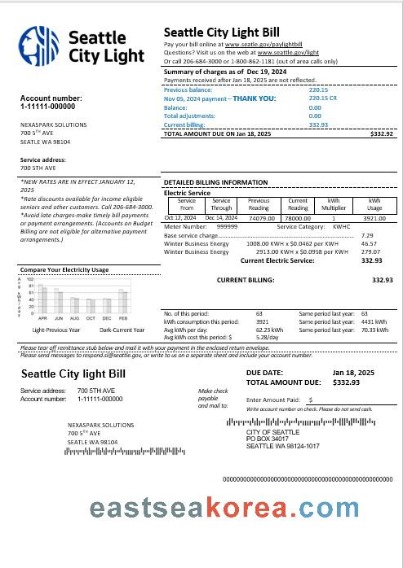 Seattle
City Light
Seattle City Light Bill
Pay your bill online at www.seattle.gov/paylightbill
Questions? Visit us on the web at www.seattle.gov/light
Or call 206-684-3000 or 1-800-862-1181 (out of area calls only)
Summary of charges as of Dec 19, 2024
Payments received after Jan 18, 2025 are not reflected.
Previous balance: 220.15
Nov 05, 2024 payment – THANK YOU: 220.15 CR
Balance: 0.00
Total adjustments: 0.00
Current billing: 332.93
TOTAL AMOUNT DUE ON Jan 18, 2025 $332.92
Account number:
1-11111-000000
NEXASPARK SOLUTIONS
700 5TH AVE
SEATLE WA 98104
Service address:
700 5TH AVE
*NEW RATES ARE IN EFFECT JANUARY 12,
2025
*Rate discounts available for income eligible
seniors and other customers. Call 206-684-3000.
*Avoid late charges-make timely bill payments
or payment arrangements. (Accounts on Budget
Billing are not eligible for alternative payment
arrangements.)
DETAILED BILLING INFORMATION
Electric Service
Service From Service Through Previous Reading Current Reading kWh Multiplier kWh Usage
Oct 12, 2024 Dec 14, 2024 74079.00 78000.00 1 3921.00
Meter Number: 999999 Service Category: KWHC
Base service charge 7.29
Winter Business Energy 1008.00 KWH x $0.0462 per KWH 46.57
Winter Business Energy 2913.00 KWH x $0.0958 per KWH 279.07
Current Electric Service: 332.93
CURRENT BILLING: 332.93
Compare Your Electricity Usage
APR JUN AUG OCT DEC FEB
Light-Previous Year Dark-Current Year
No. of this period: 63 Same period last year: 63
kWh consumption this period: 3921 Same period last year: 4431 kWh
Avg kWh per day: 62.23 kWh Same period last year: 70.33 kWh
Avg kWh cost this period: $ 5.28/day
Please tear off remittance stub below and mail it with your payment in the enclosed return envelope.
Please send messages to respond.c@seattle.gov, or write to us on a separate sheet and include your account number.
Seattle City light Bill
Service address: 700 5TH AVE
Account number: 1-11111-000000
Make check
payable
and mail to:
DUE DATE: Jan 18, 2025
TOTAL AMOUNT DUE: $332.93
Enter Amount Paid: $
Write account number on check. Please do not send cash.
NEXASPARK SOLUTIONS
700 5TH AVE
SEATLE WA 98104
CITY OF SEATTLE
PO BOX 34017
SEATTLE WA 98124-1017
eastseakorea.com